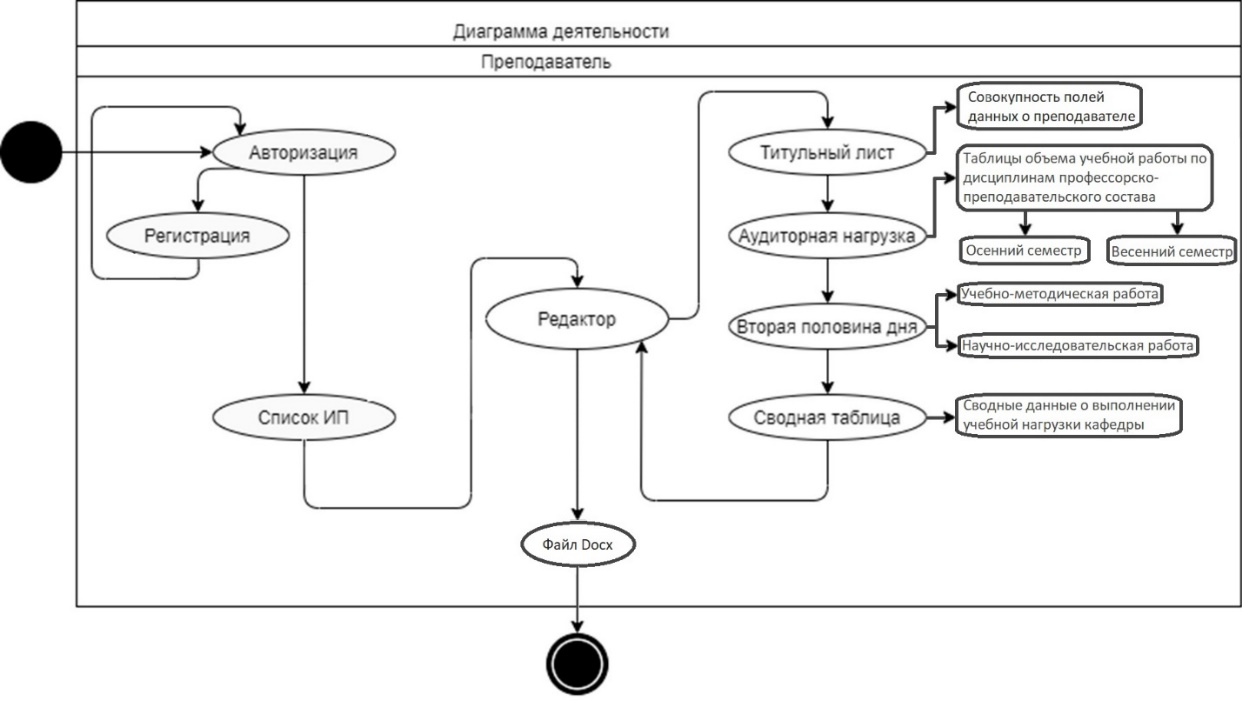 Диаграмма деятельности
Преподаватель
Авторизация
Регистрация
Список ИП
Редактор
Файл Docx
Титульный лист
Аудиторная нагрузка
Вторая половина дня
Сводная таблица
Совокупность полей
данных о преподавателе
Таблицы объема учебной работы по
дисциплинам профессорско-
преподавательского состава
Осенний семестр
Весенний семестр
Учебно-методическая работа
Научно-исследовательская работа
Сводные данные о выполнении
учебной нагрузки кафедры